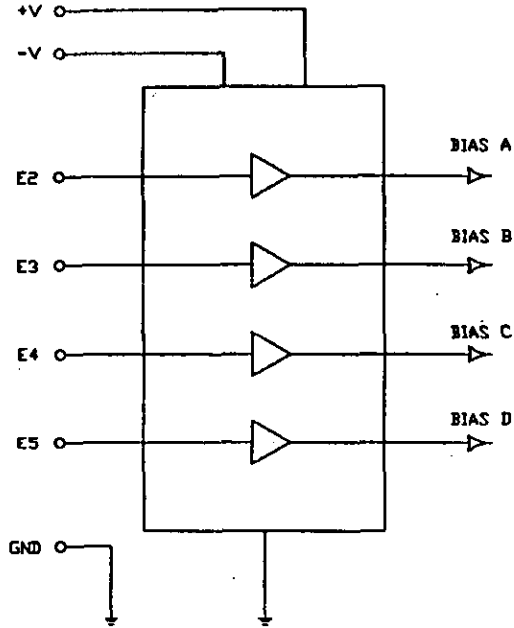 +V
-V
BIAS A
E2
BIAS B
E3
BIAS C
E4
BIAS D
E5
GND